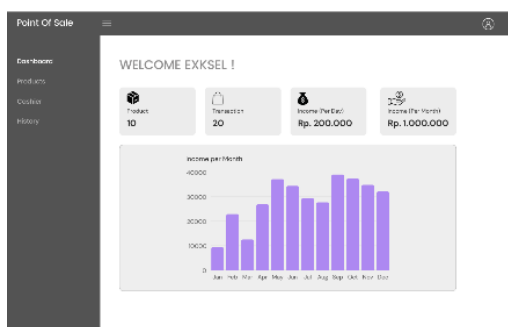 Point Of Sale
Dashboard
Products
Cashier
History
WELCOME EXKSEL !
Product
10
Transaction
20
Income (Per Day)
Rp. 200.000
Income (Per Month)
Rp. 1.000.000
Income per Month
40000
30000
20000
10000
0
Jan Feb Mar Apr May Jun Jul Aug Sep Oct Nov Dec